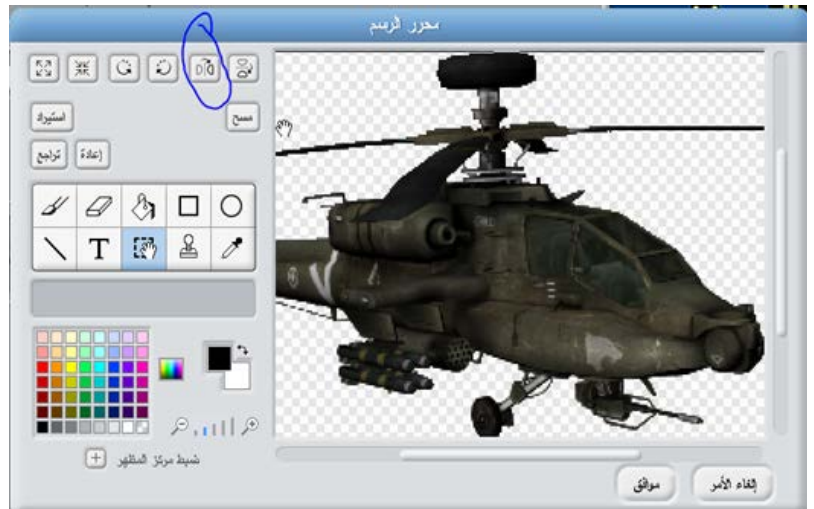 محرر الرسم
استيراد
مسح
تراجع
إعادة
T
ضبط مركز المظهر
موافق
إلغاء الأمر